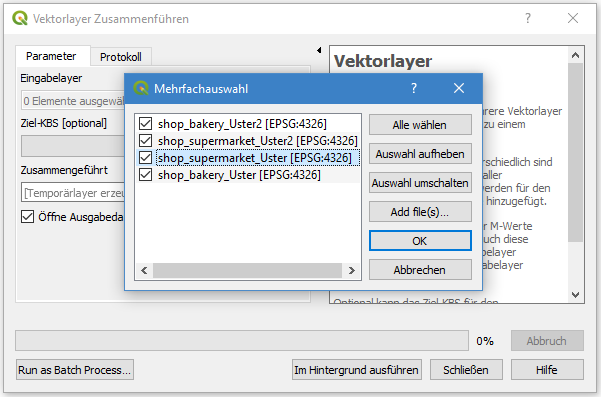 Vektorlayer Zusammenführen
Parameter
Protokoll
Eingabelayer
0 Elemente ausgewäh
Ziel-KBS [optional]
Zusammengeführt
[Temporärlayer erzeu
Öffne Ausgabeda
Vektorlayer
rere Vektorlayer
zu einem
rschiedlich sind
aller
werden für den
hinzugefügt.
r M-Werte
uch diese
abelayer
gabelayer
Optional kann das Ziel-KBS für den
Mehrfachauswahl
shop_bakery_Uster2 [EPSG:4326]
shop_supermarket_Uster2 [EPSG:4326]
shop_supermarket_Uster [EPSG:4326]
shop_bakery_Uster [EPSG:4326]
Alle wählen
Auswahl aufheben
Auswahl umschalten
Add file(s)...
OK
Abbrechen
0%
Abbruch
Run as Batch Process...
Im Hintergrund ausführen
Schließen
Hilfe